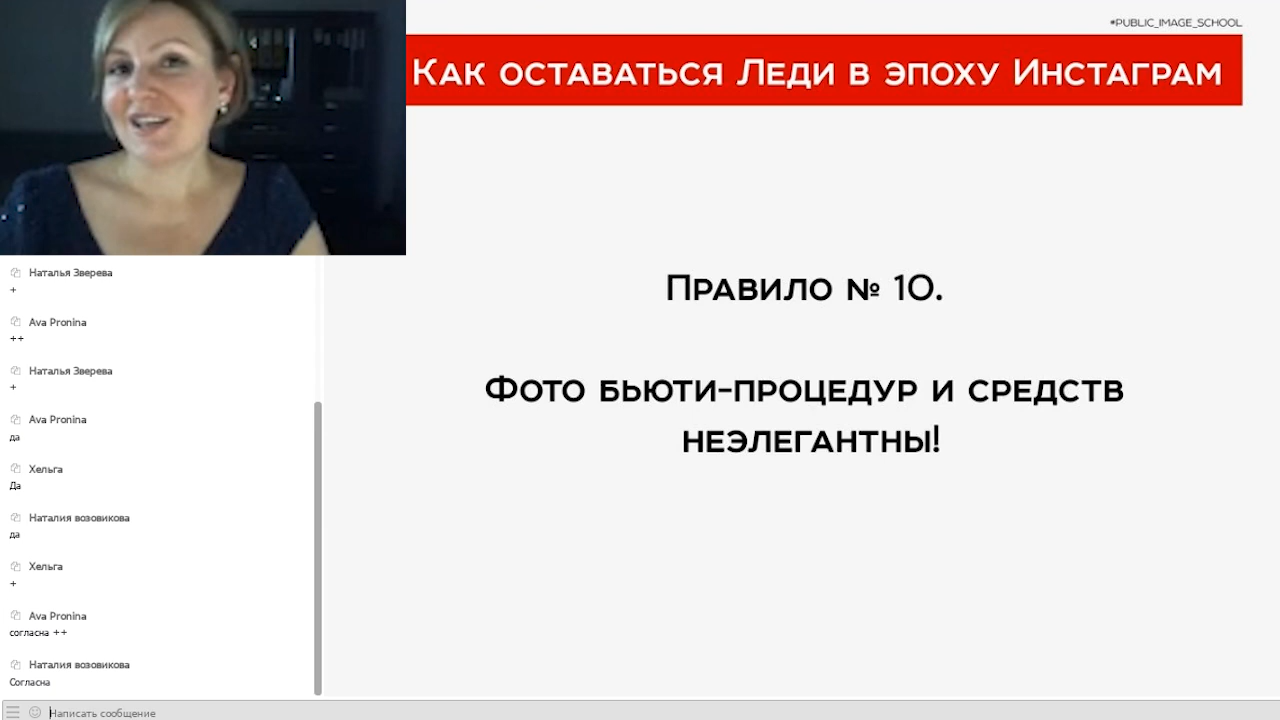 #PUBLIC_IMAGE_SCHOOL
Как оставаться Леди в эпоху Инстаграм
Правило № 10.
Фото бьюти-процедур и средств
неэлегантны!
Наталья Зверева
+
Ava Pronina
++
Наталья Зверева
+
Ava Pronina
да
Хельга
Да
Наталия возовикова
да
Хельга
+
Ava Pronina
согласна ++
Наталия возовикова
Согласна
Написать сообщение